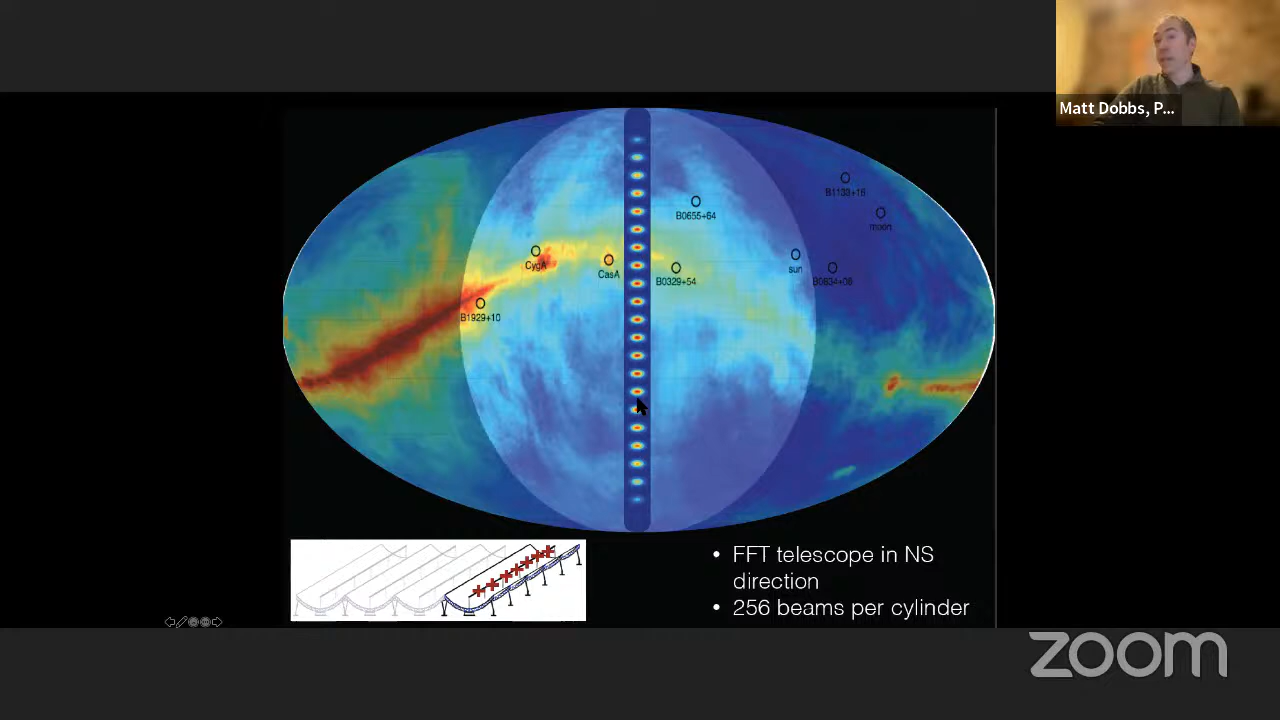 Matt Dobbs, P...
B1133+16
B0655+64
moon
CygA
CasA
sun
B0329+54
B0834+06
B1929+10
• FFT telescope in NS
direction
• 256 beams per cylinder
zoom